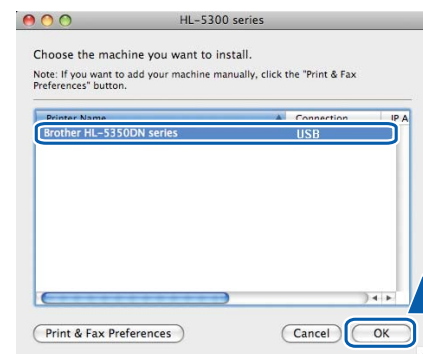 HL-5300 series
Choose the machine you want to install.
Note: If you want to add your machine manually, click the "Print & Fax
Preferences" button.
Printer Name Connection IP A
Brother HL-5350DN series USB
Print & Fax Preferences Cancel OK